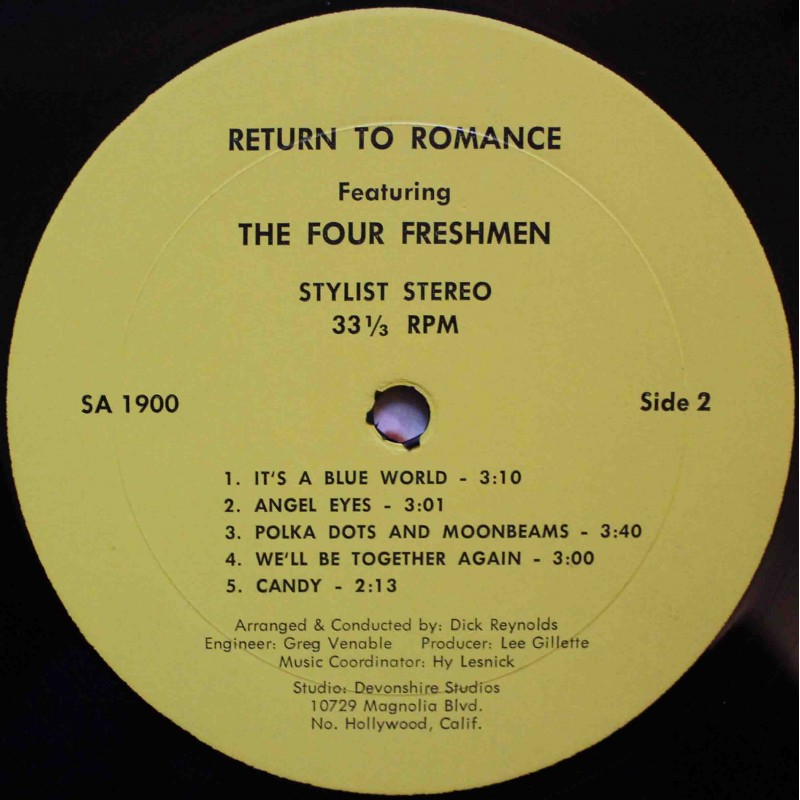 RETURN TO ROMANCE
Featuring
THE FOUR FRESHMEN
STYLIST STEREO
33⅓ RPM
SA 1900
Side 2
1. IT'S A BLUE WORLD - 3:10
2. ANGEL EYES - 3:01
3. POLKA DOTS AND MOONBEAMS - 3:40
4. WE'LL BE TOGETHER AGAIN - 3:00
5. CANDY - 2:13
Arranged & Conducted by: Dick Reynolds
Engineer: Greg Venable Producer: Lee Gillette
Music Coordinator: Hy Lesnick
Studio: Devonshire Studios
10729 Magnolia Blvd.
No. Hollywood, Calif.